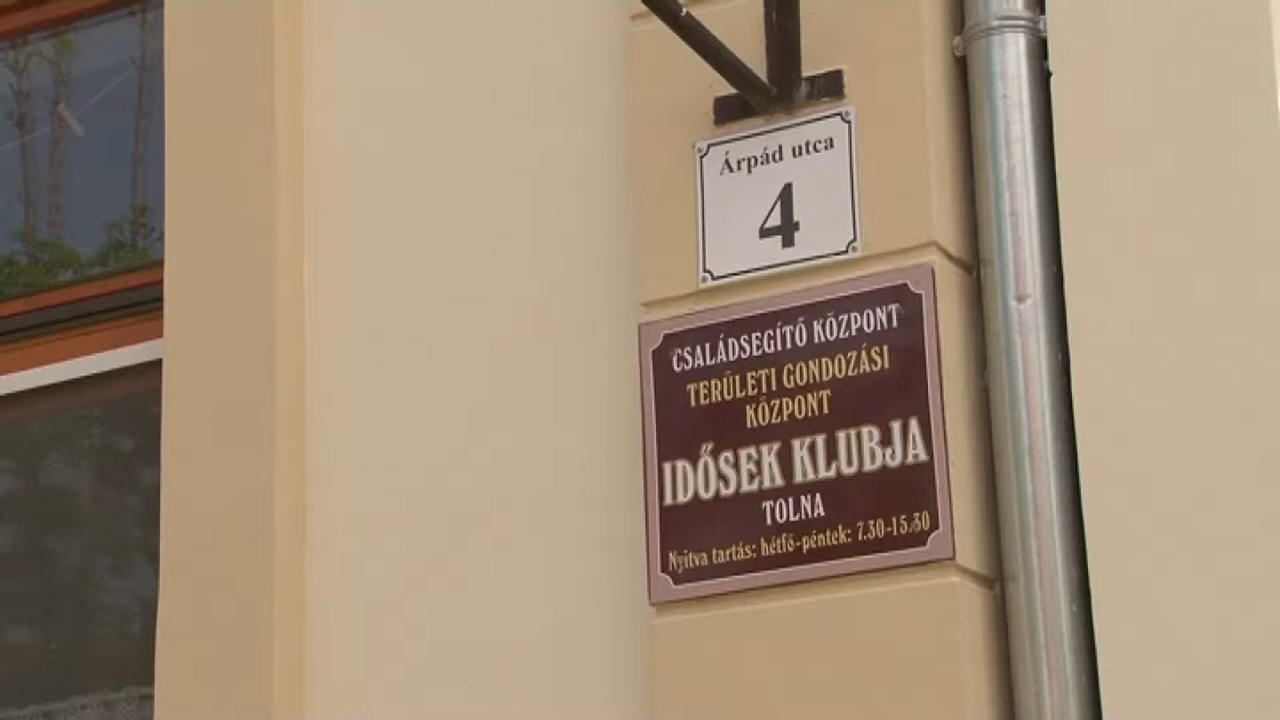 Árpád utca
4
CSALÁDSEGÍTŐ KÖZPONT
TERÜLETI GONDOZÁSI
KÖZPONT
IDŐSEK KLUBJA
TOLNA
Nyitva tartás: hétfő-péntek: 7.30-15.30